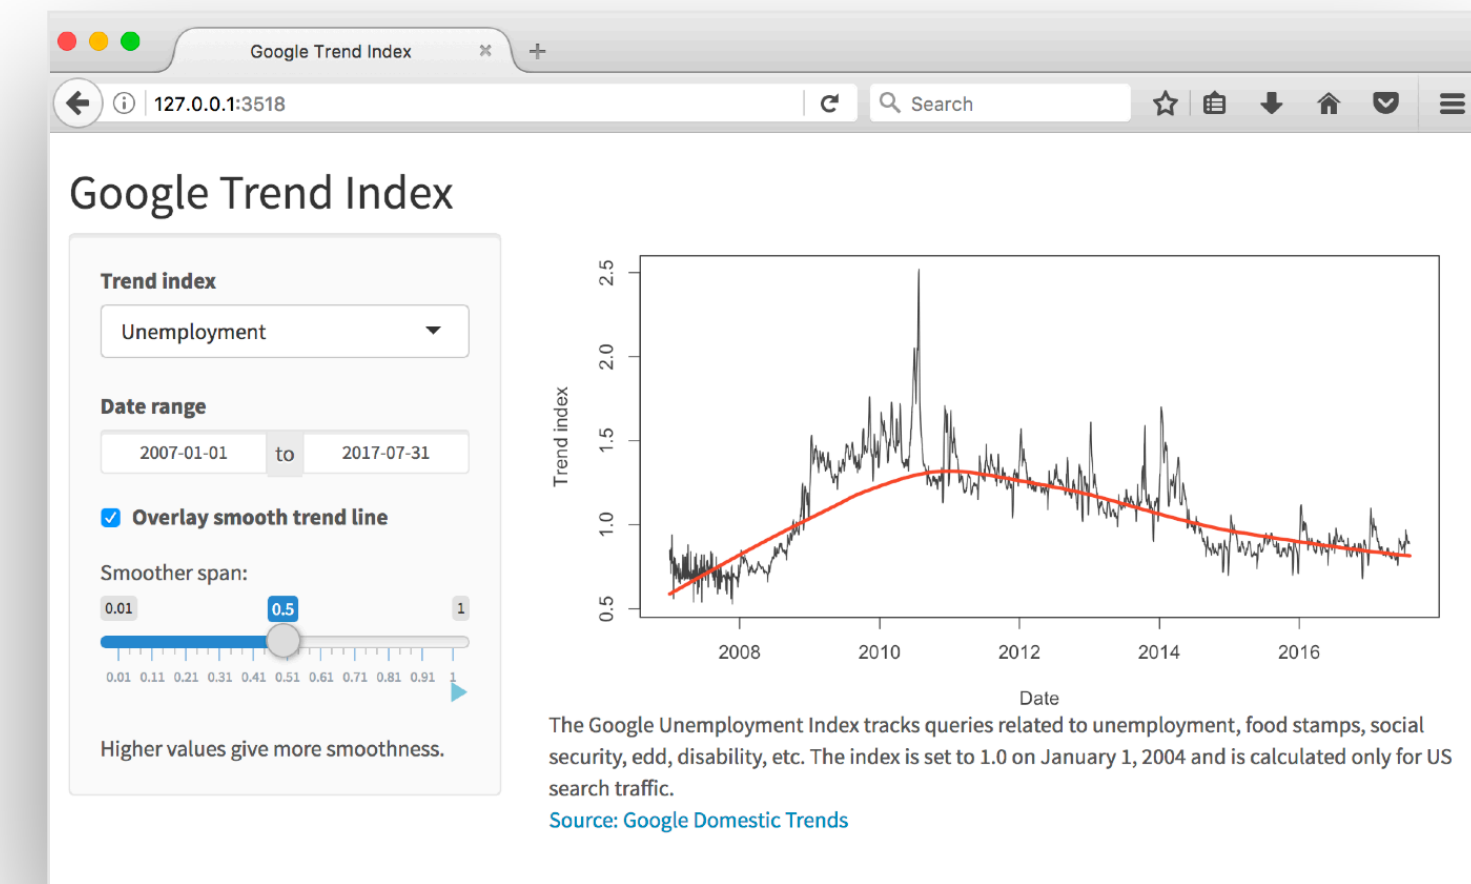 Google Trend Index
127.0.0.1:3518
Search
Google Trend Index
Trend index
Unemployment
Date range
2007-01-01 to 2017-07-31
Overlay smooth trend line
Smoother span:
0.01 0.5 1
0.01 0.11 0.21 0.31 0.41 0.51 0.61 0.71 0.81 0.91 1
Higher values give more smoothness.
Trend index
2.5
2.0
1.5
1.0
0.5
2008 2010 2012 2014 2016
Date
The Google Unemployment Index tracks queries related to unemployment, food stamps, social
security, edd, disability, etc. The index is set to 1.0 on January 1, 2004 and is calculated only for US
search traffic.
Source: Google Domestic Trends